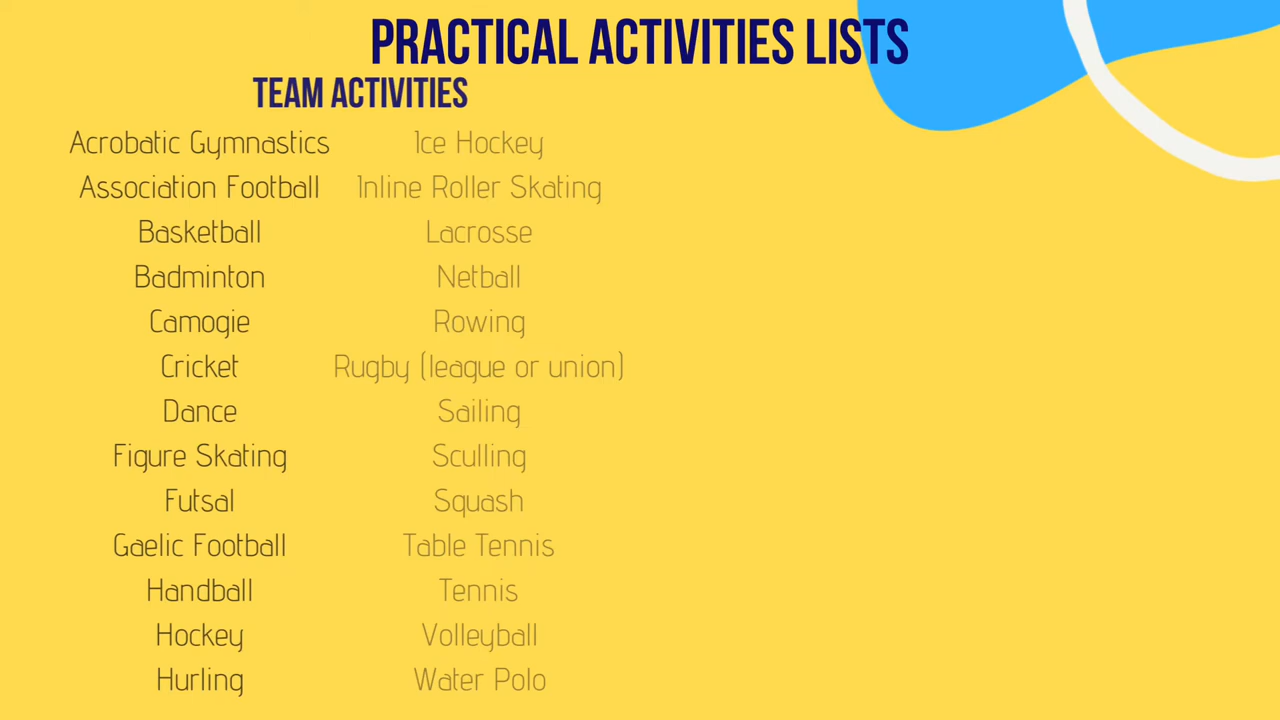 PRACTICAL ACTIVITIES LISTS
TEAM ACTIVITIES
Acrobatic Gymnastics
Association Football
Basketball
Badminton
Camogie
Cricket
Dance
Figure Skating
Futsal
Gaelic Football
Handball
Hockey
Hurling
Ice Hockey
Inline Roller Skating
Lacrosse
Netball
Rowing
Rugby (league or union)
Sailing
Sculling
Squash
Table Tennis
Tennis
Volleyball
Water Polo